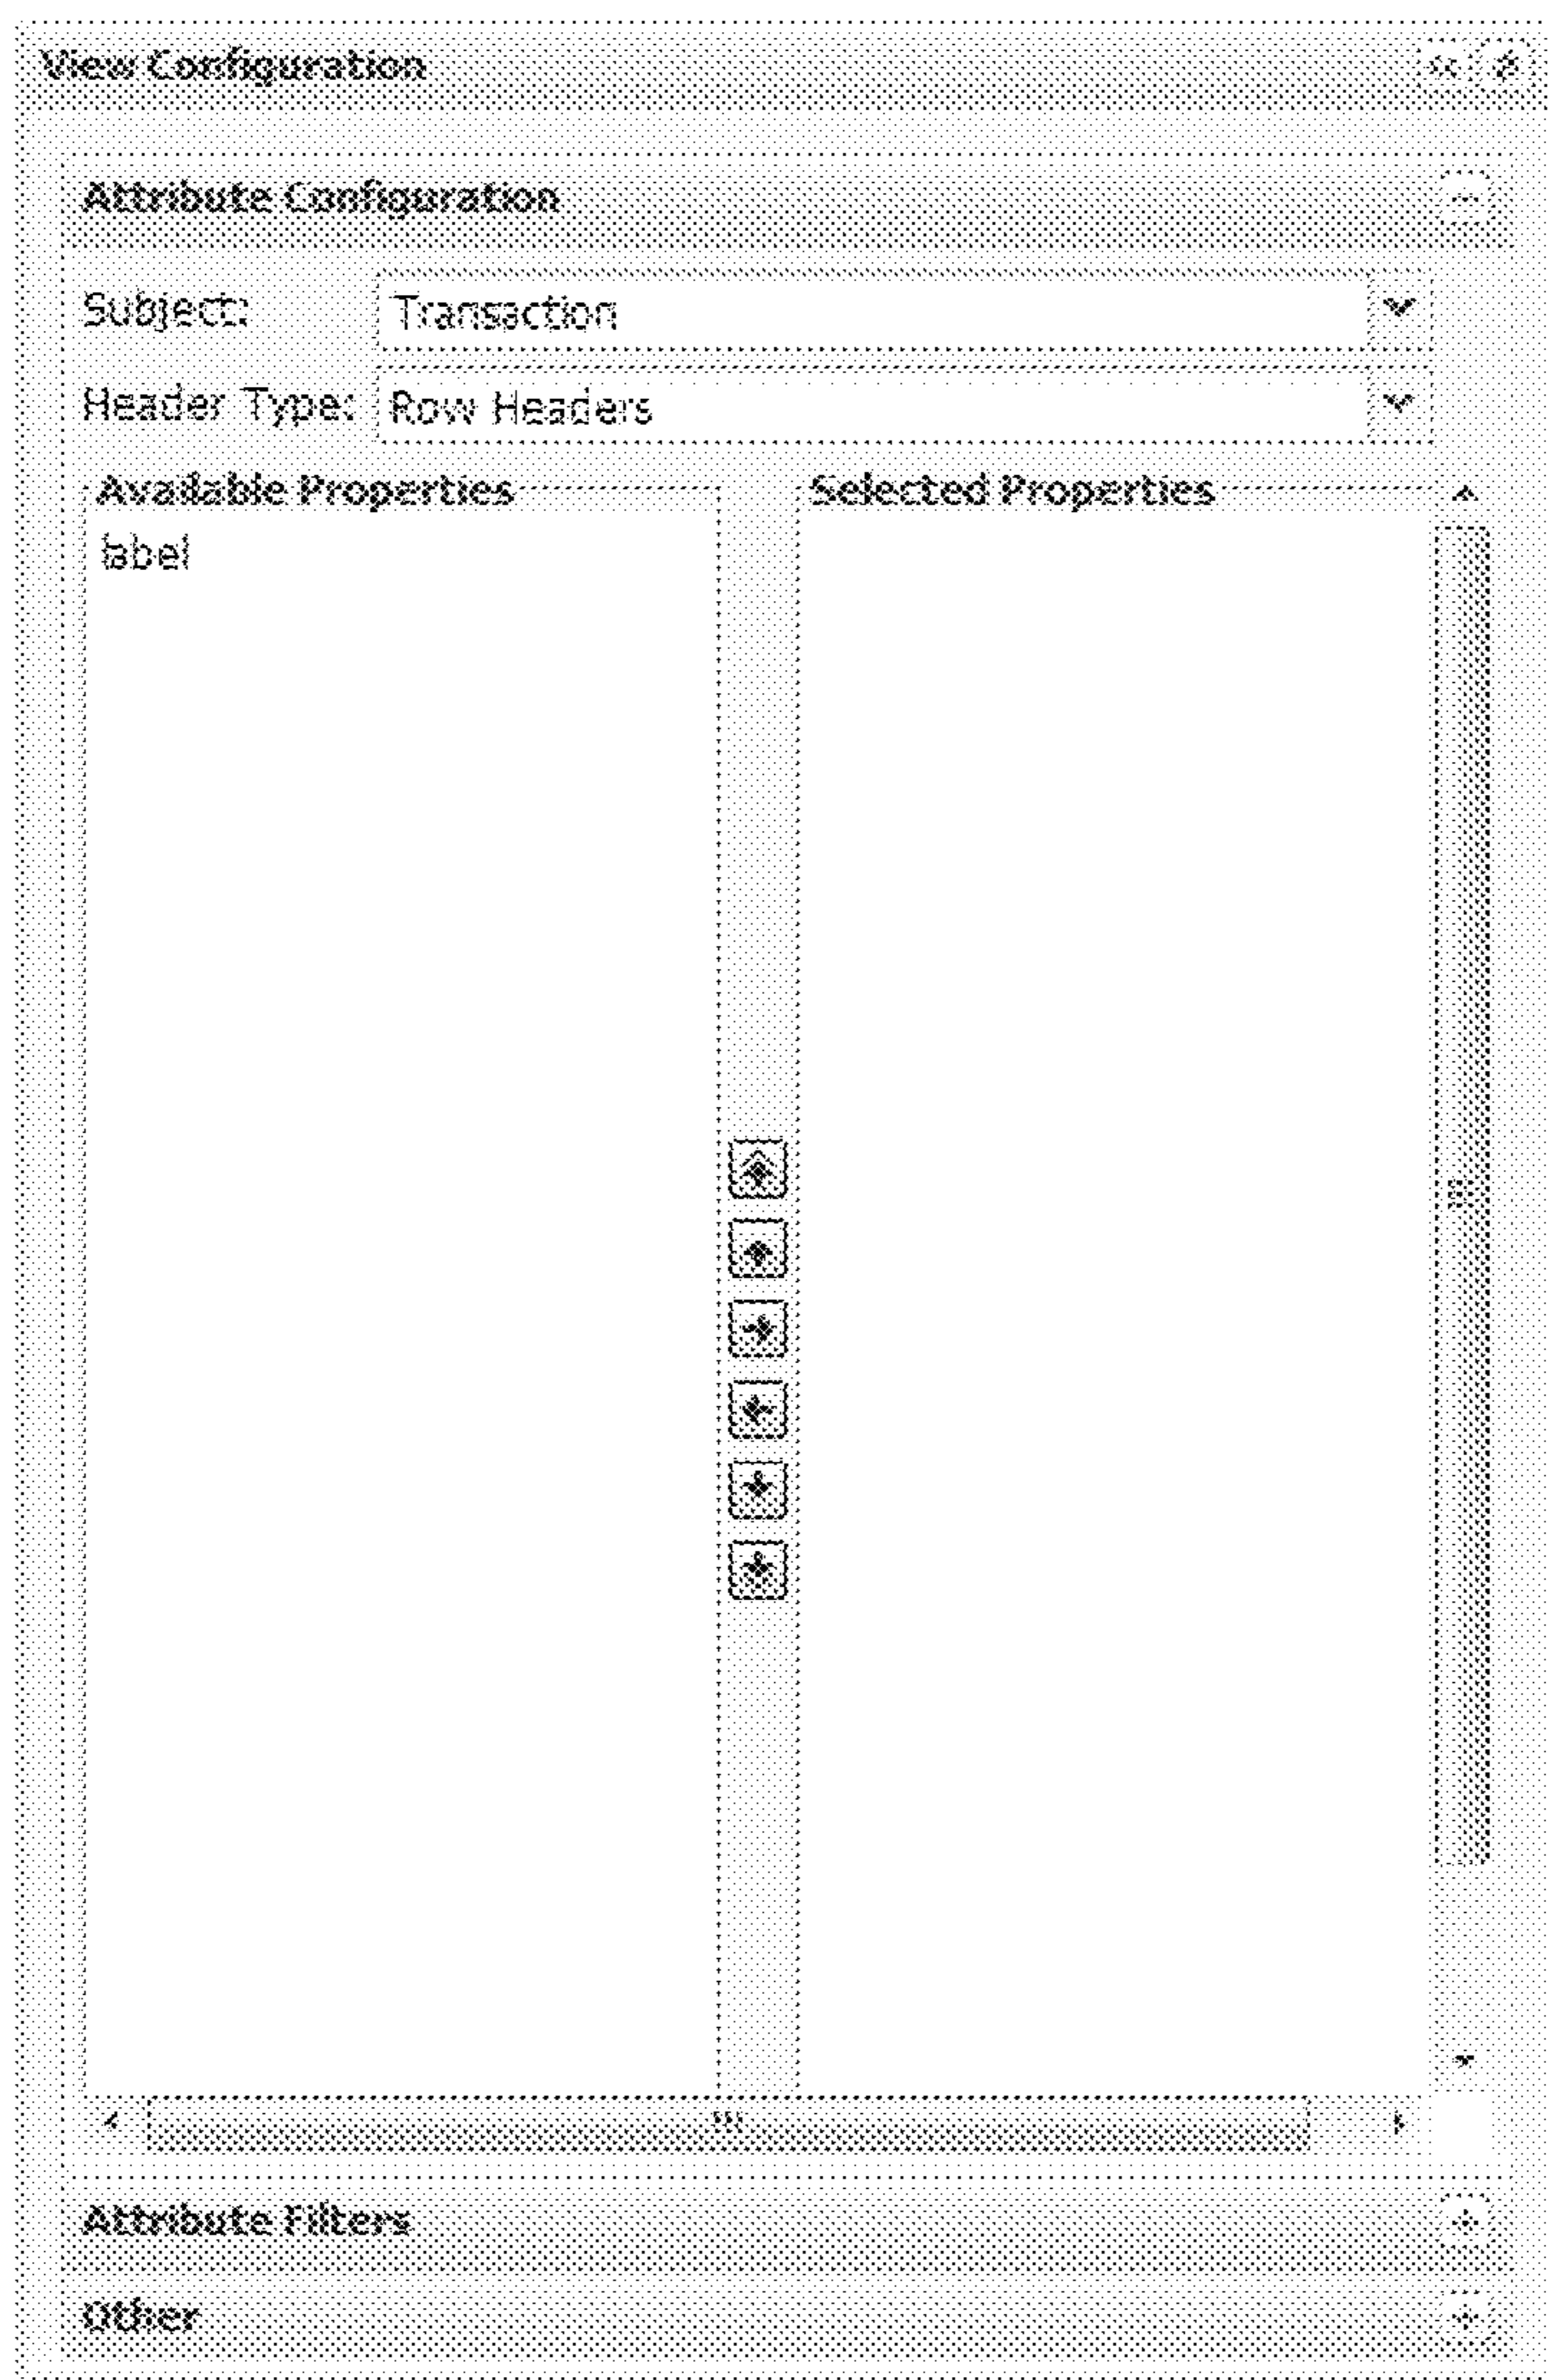 View Configuration
Attribute Configuration
Subject: Transaction
Header Type: Row Headers
Available Properties Selected Properties
label
Attribute Filters
Other